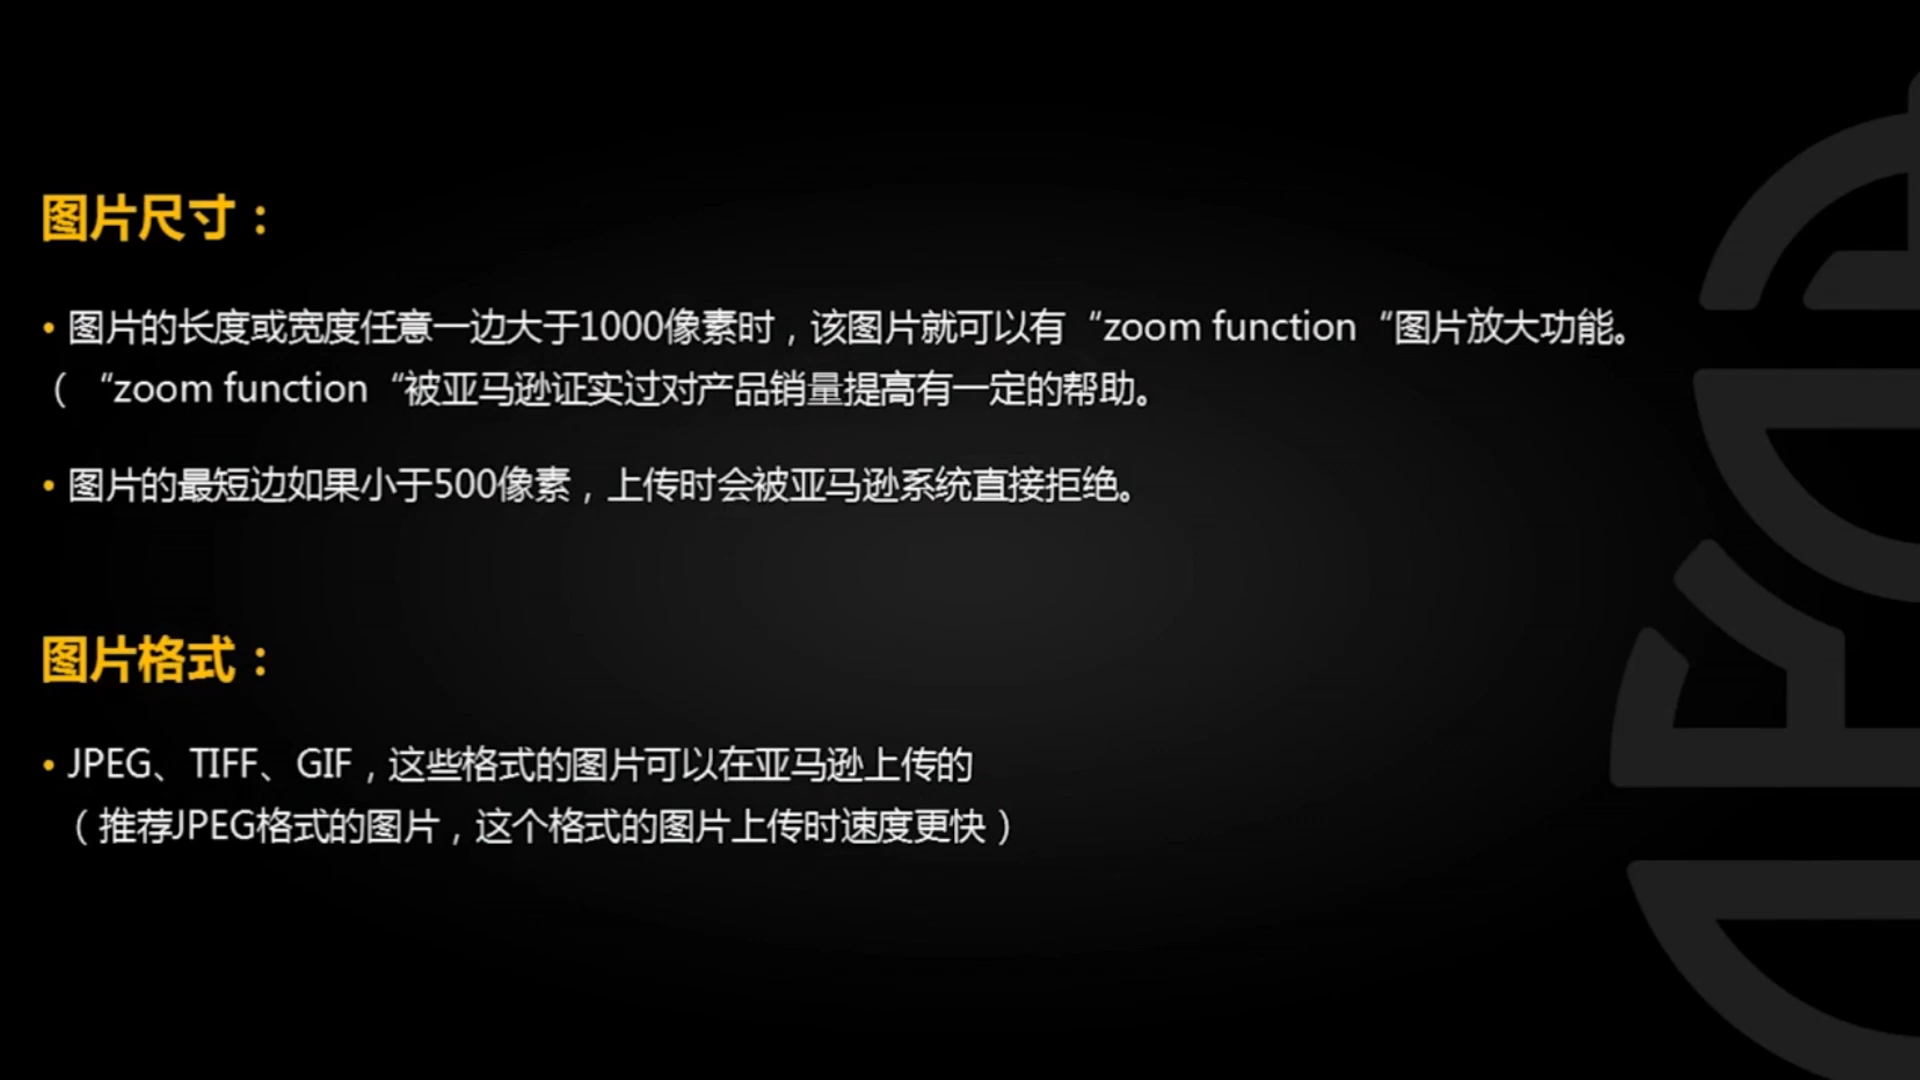 图片尺寸：
• 图片的长度或宽度任意一边大于1000像素时，该图片就可以有“zoom function“图片放大功能。
（ “zoom function“被亚马逊证实过对产品销量提高有一定的帮助。
• 图片的最短边如果小于500像素，上传时会被亚马逊系统直接拒绝。
图片格式：
• JPEG、TIFF、GIF，这些格式的图片可以在亚马逊上传的
（推荐JPEG格式的图片，这个格式的图片上传时速度更快）